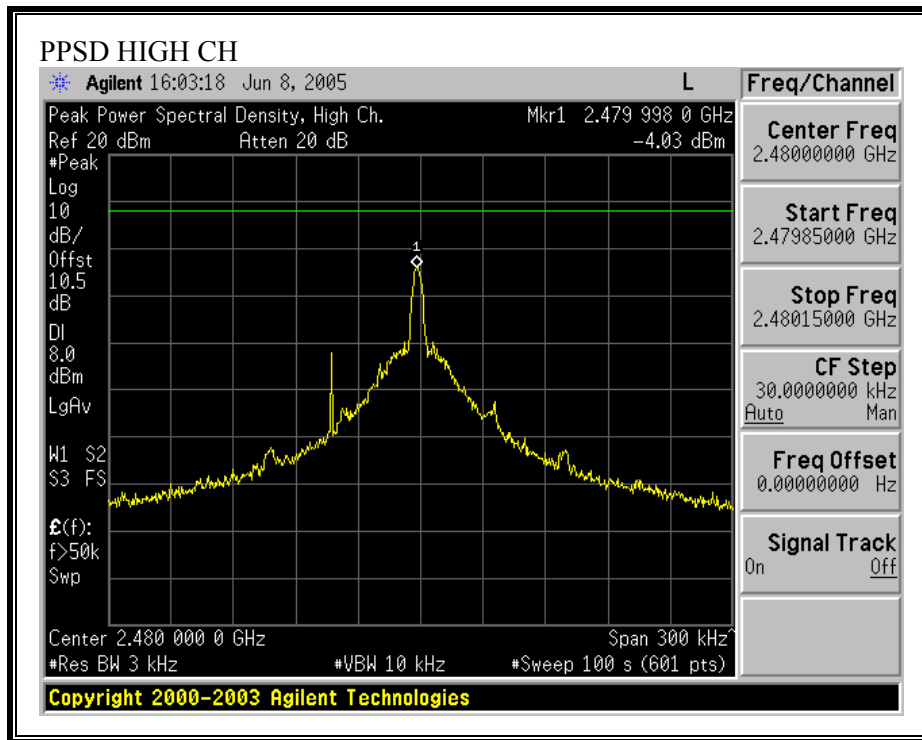 PPSD HIGH CH
Agilent 16:03:18 Jun 8, 2005 L
Freq/Channel
Peak Power Spectral Density, High Ch. Mkr1 2.479 998 0 GHz
Ref 20 dBm Atten 20 dB -4.03 dBm
#Peak
Log
10
dB/
Offst
10.5
dB
DI
8.0
dBm
LgAv
W1 S2
S3 FS
£(f):
f>50k
Swp
1
Center 2.480 000 0 GHz Span 300 kHz^
#Res BW 3 kHz #VBW 10 kHz #Sweep 100 s (601 pts)
Center Freq
2.48000000 GHz
Start Freq
2.47985000 GHz
Stop Freq
2.48015000 GHz
CF Step
30.0000000 kHz
Auto Man
Freq Offset
0.00000000 Hz
Signal Track
On Off
Copyright 2000-2003 Agilent Technologies